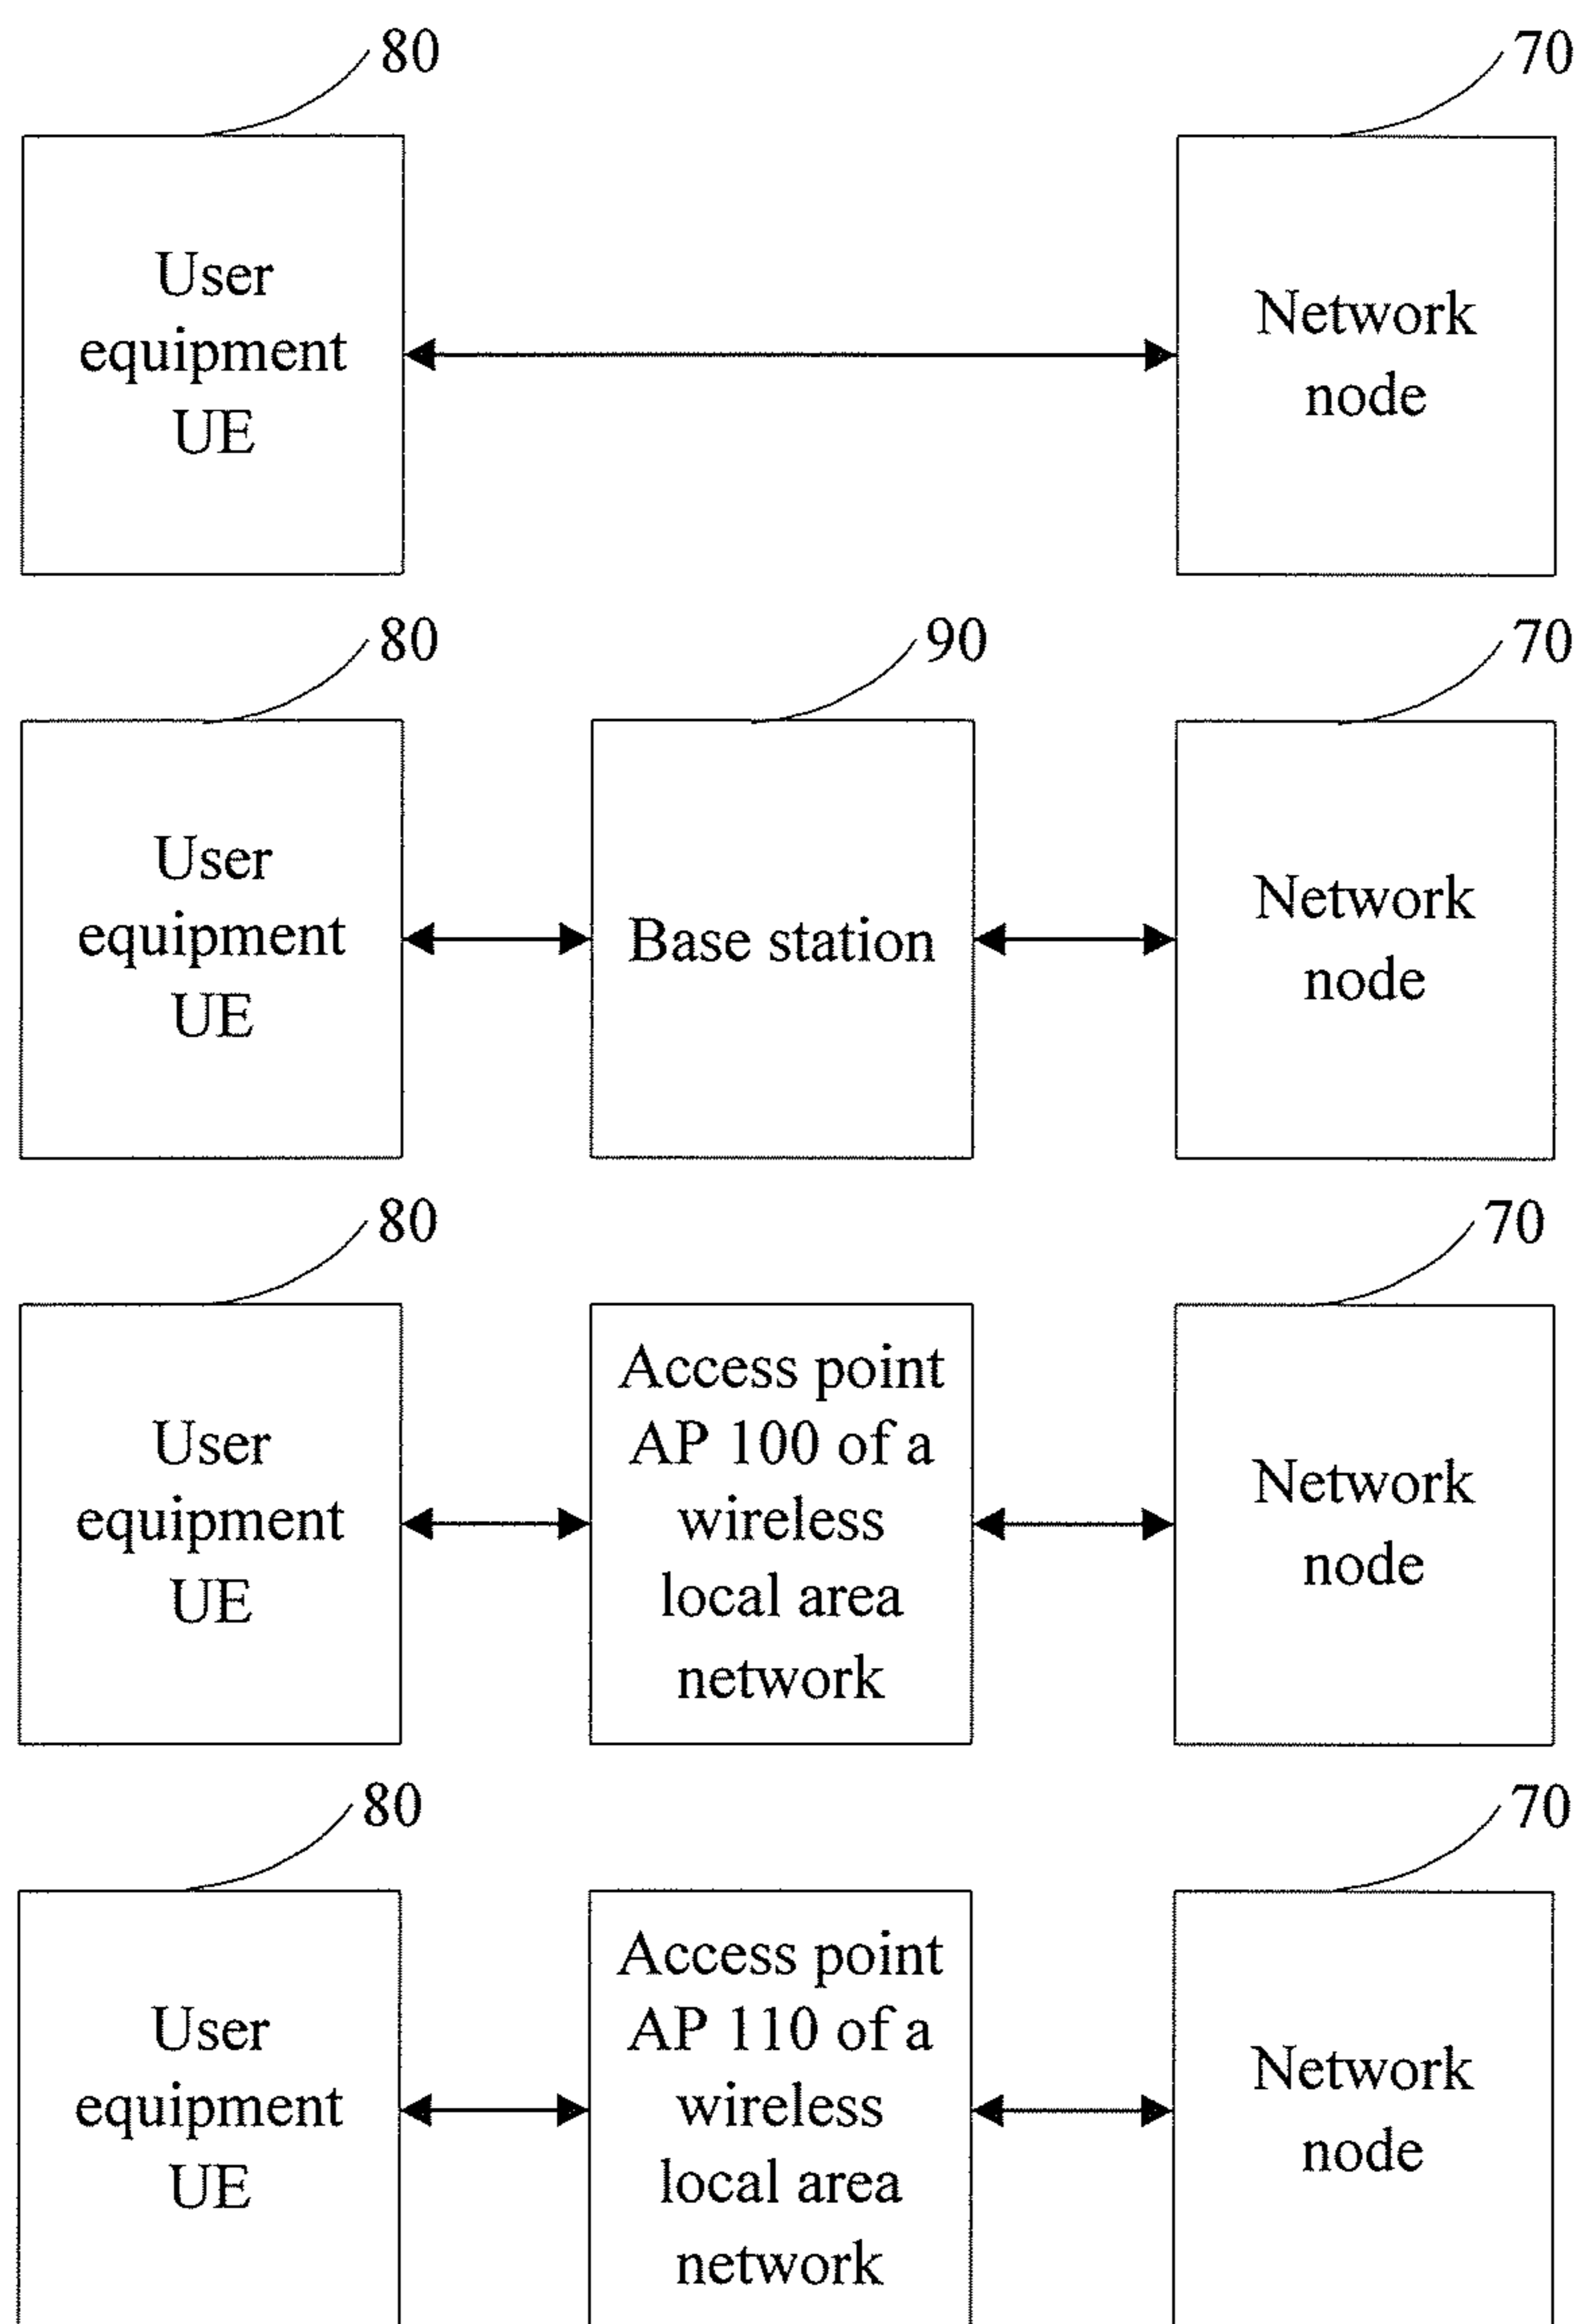 80
70
User
equipment
UE
Network
node
80
90
70
User
equipment
UE
Base station
Network
node
80
70
User
equipment
UE
Access point
AP 100 of a
wireless
local area
network
Network
node
80
70
User
equipment
UE
Access point
AP 110 of a
wireless
local area
network
Network
node